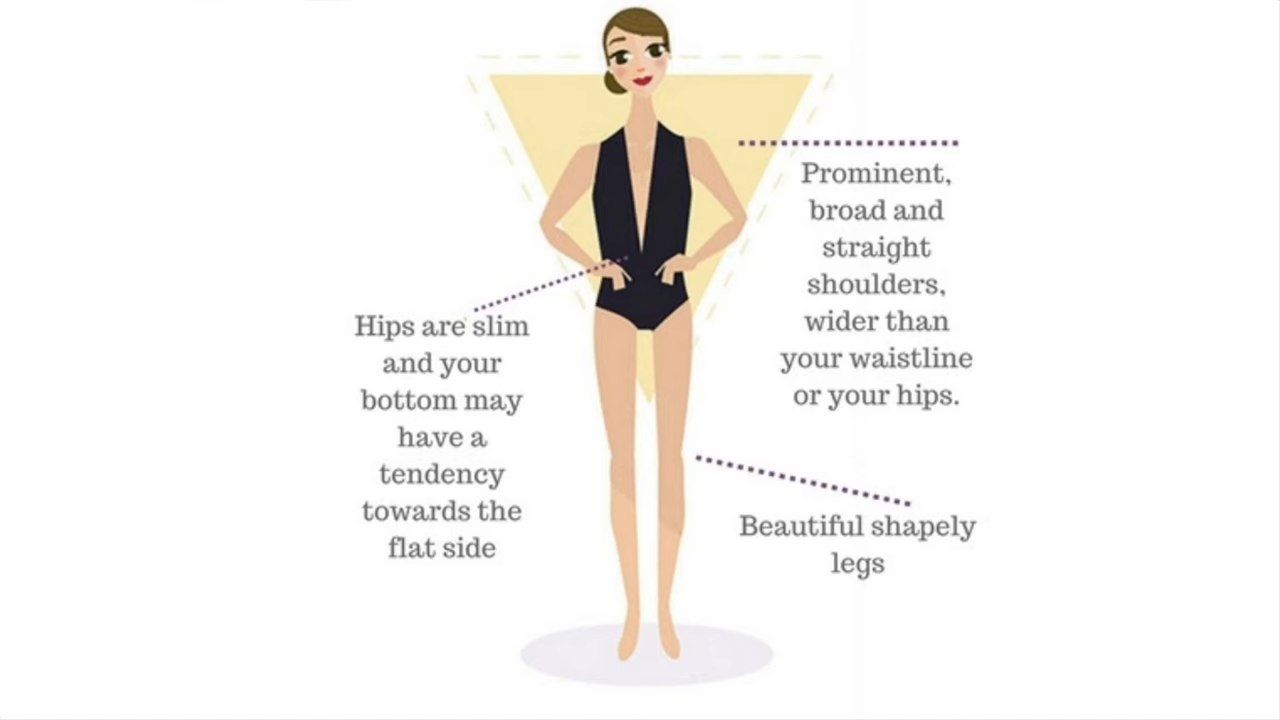 Prominent,
broad and
straight
shoulders,
wider than
your waistline
or your hips.
Hips are slim
and your
bottom may
have a
tendency
towards the
flat side
Beautiful shapely
legs